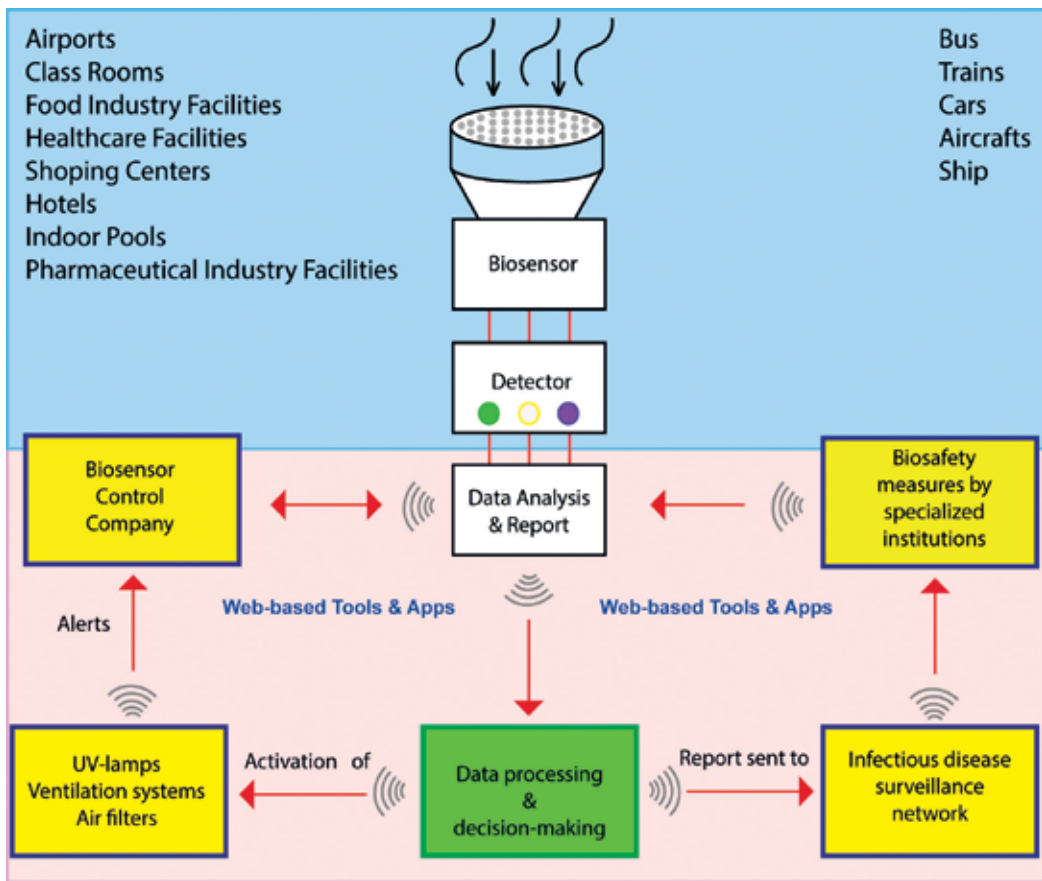 Airports
Class Rooms
Food Industry Facilities
Healthcare Facilities
Shoping Centers
Hotels
Indoor Pools
Pharmaceutical Industry Facilities
Bus
Trains
Cars
Aircrafts
Ship
Biosensor
Detector
Biosensor
Control
Company
Data Analysis
& Report
Biosafety
measures by
specialized
institutions
Web-based Tools & Apps
Web-based Tools & Apps
Alerts
UV-lamps
Ventilation systems
Air filters
Activation of
Data processing
&
decision-making
Report sent to
Infectious disease
surveillance
network